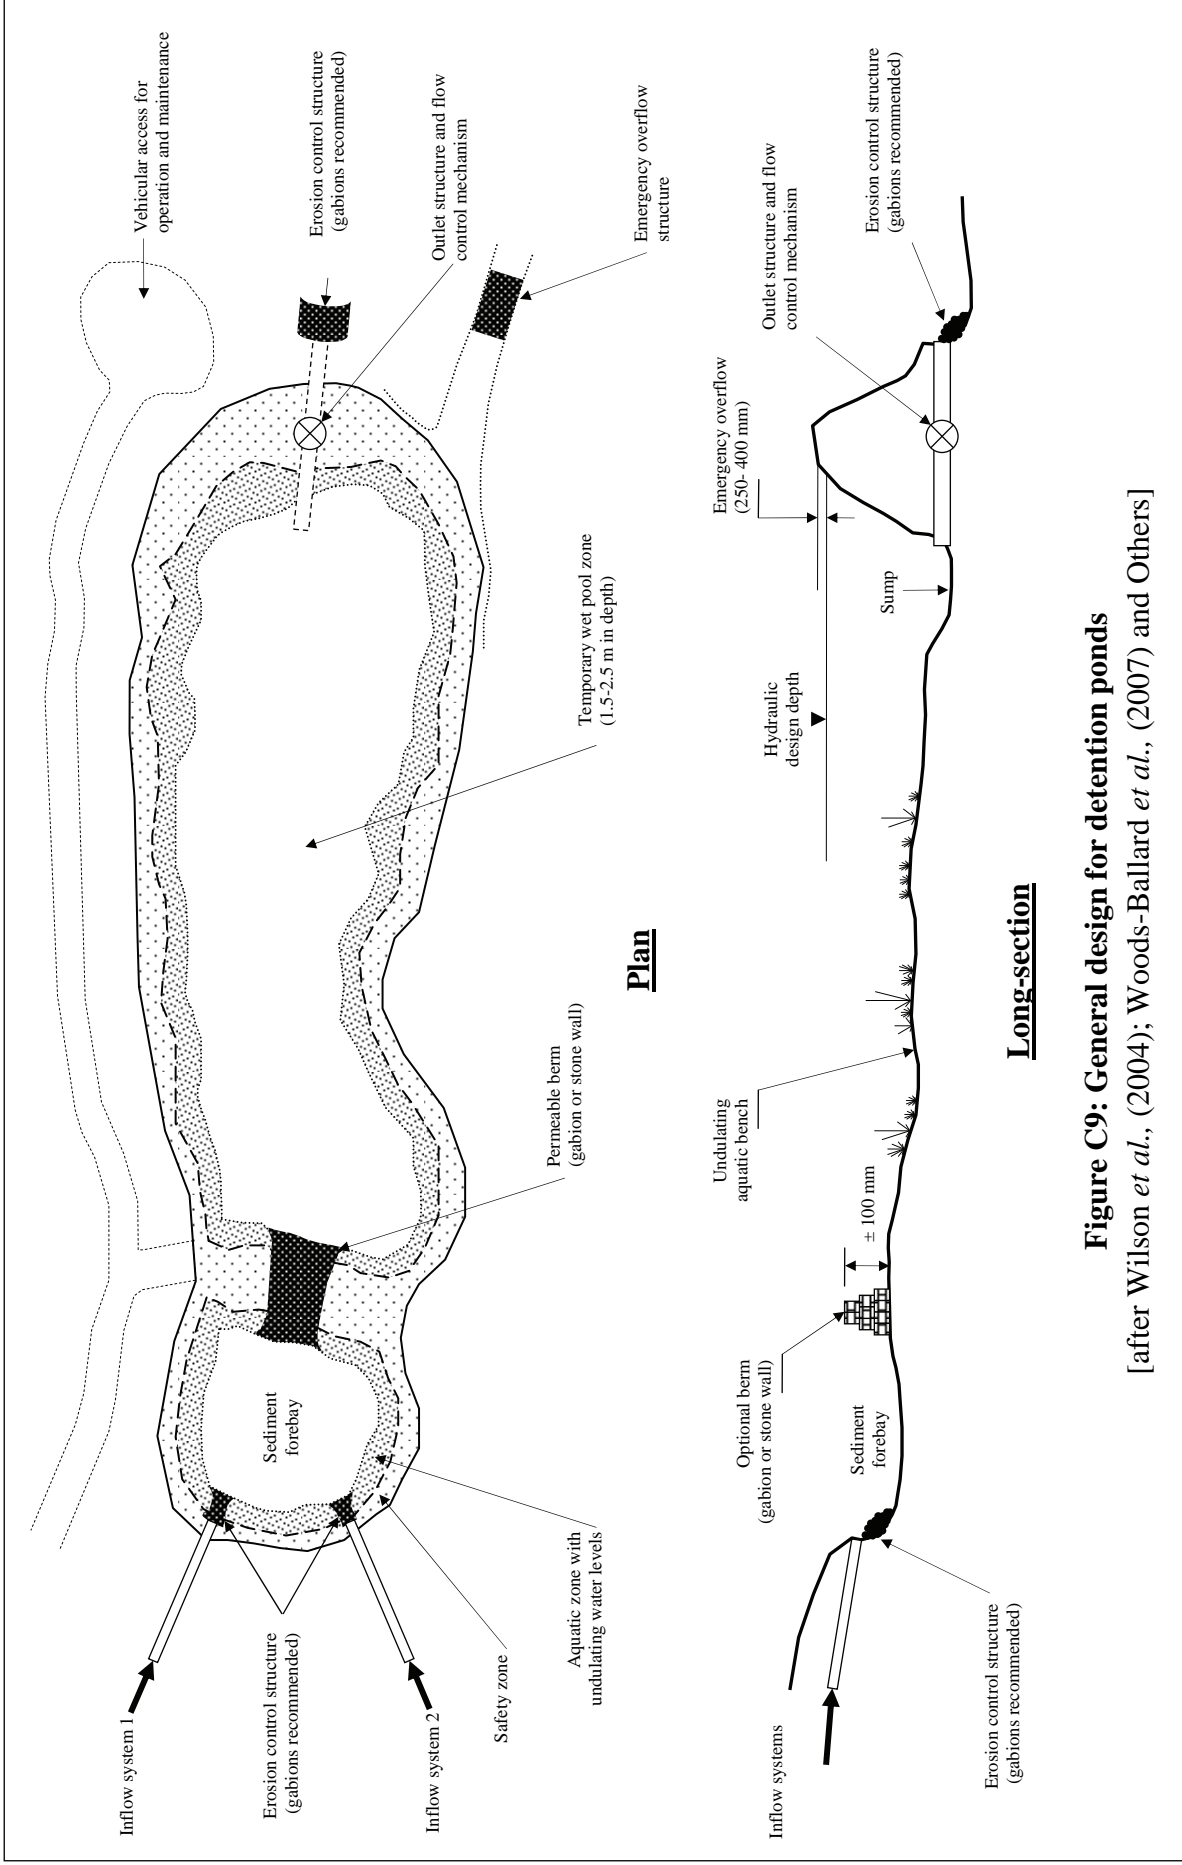 Vehicular access for
operation and maintenance
Erosion control structure
(gabions recommended)
Outlet structure and flow
control mechanism
Emergency overflow
structure
Inflow system 1
Erosion control structure
(gabions recommended)
Inflow system 2
Sediment
forebay
Safety zone
Aquatic zone with
undulating water levels
Permeable berm
(gabion or stone wall)
Temporary wet pool zone
(1.5-2.5 m in depth)
Plan
Inflow systems
Erosion control structure
(gabions recommended)
Optional berm
(gabion or stone wall)
Sediment
forebay
± 100 mm
Undulating
aquatic bench
Hydraulic
design depth
Emergency overflow
(250- 400 mm)
Sump
Outlet structure and flow
control mechanism
Erosion control structure
(gabions recommended)
Long-section
Figure C9: General design for detention ponds
[after Wilson et al., (2004); Woods-Ballard et al., (2007) and Others]